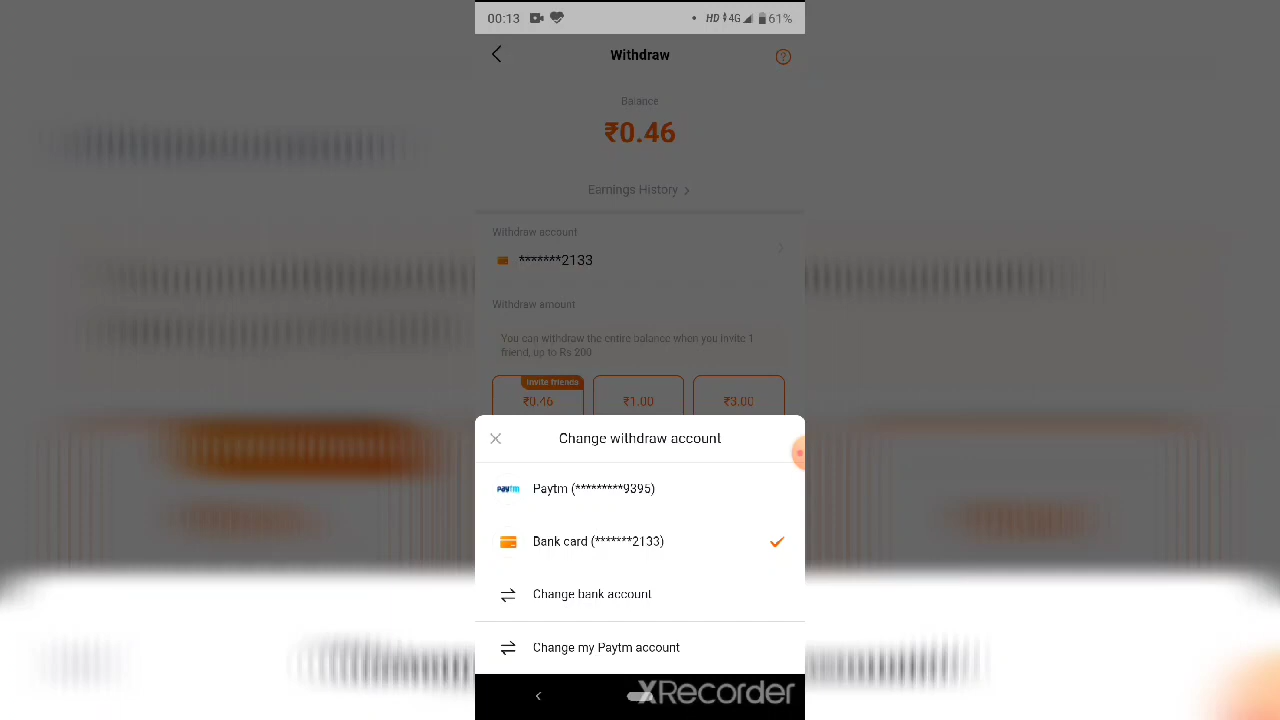 00:13
HD 4G 61%
Withdraw
Balance
₹0.46
Earnings History
Withdraw account
*******2133
Withdraw amount
You can withdraw the entire balance when you invite 1
friend, up to Rs 200
Invite friends
₹0.46 ₹1.00 ₹3.00
Change withdraw account
Paytm Paytm (*********9395)
Bank card (*******2133)
Change bank account
Change my Paytm account
XRecorder